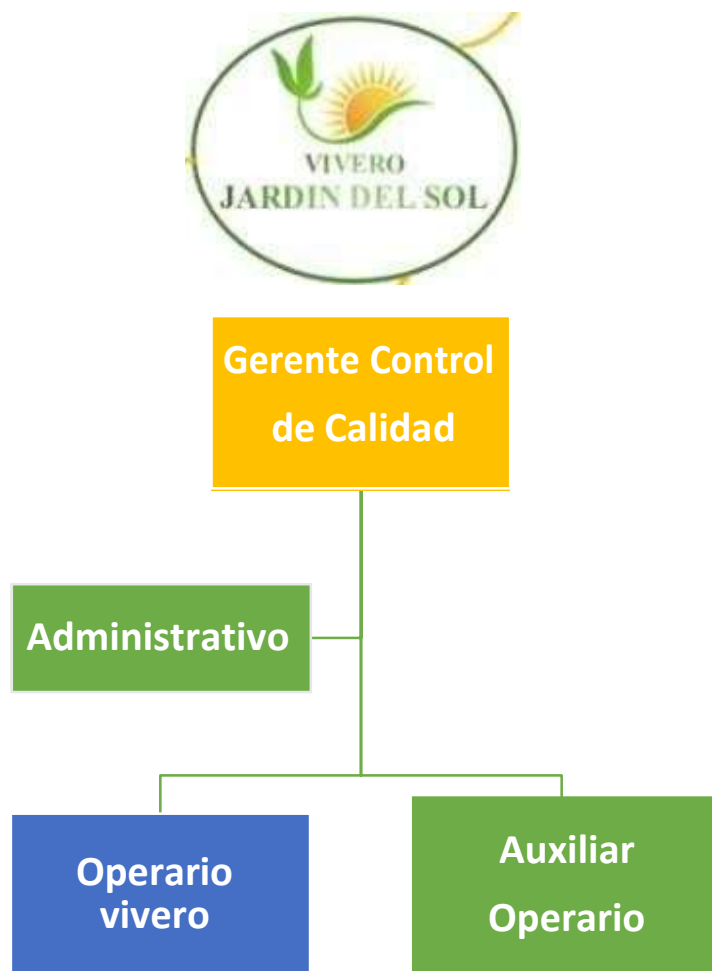 VIVERO
JARDIN DEL SOL
Gerente Control
de Calidad
Administrativo
Operario
vivero
Auxiliar
Operario